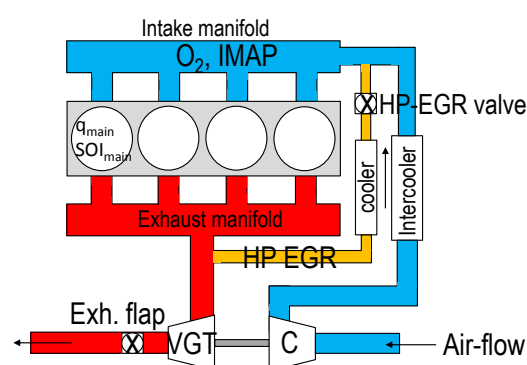 Intake manifold
O2, IMAP
X HP-EGR valve
qmain
SOImain
cooler
Intercooler
Exhaust manifold
HP EGR
Exh. flap
X
VGT
C
Air-flow